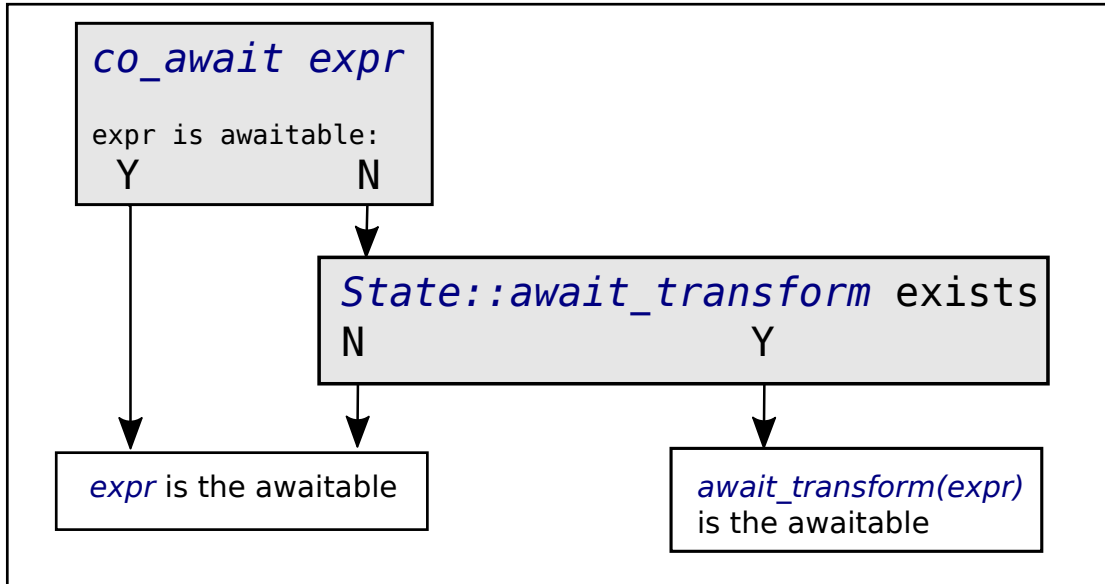 co_await expr
expr is awaitable:
Y N
State::await_transform exists
N Y
expr is the awaitable
await_transform(expr)
is the awaitable